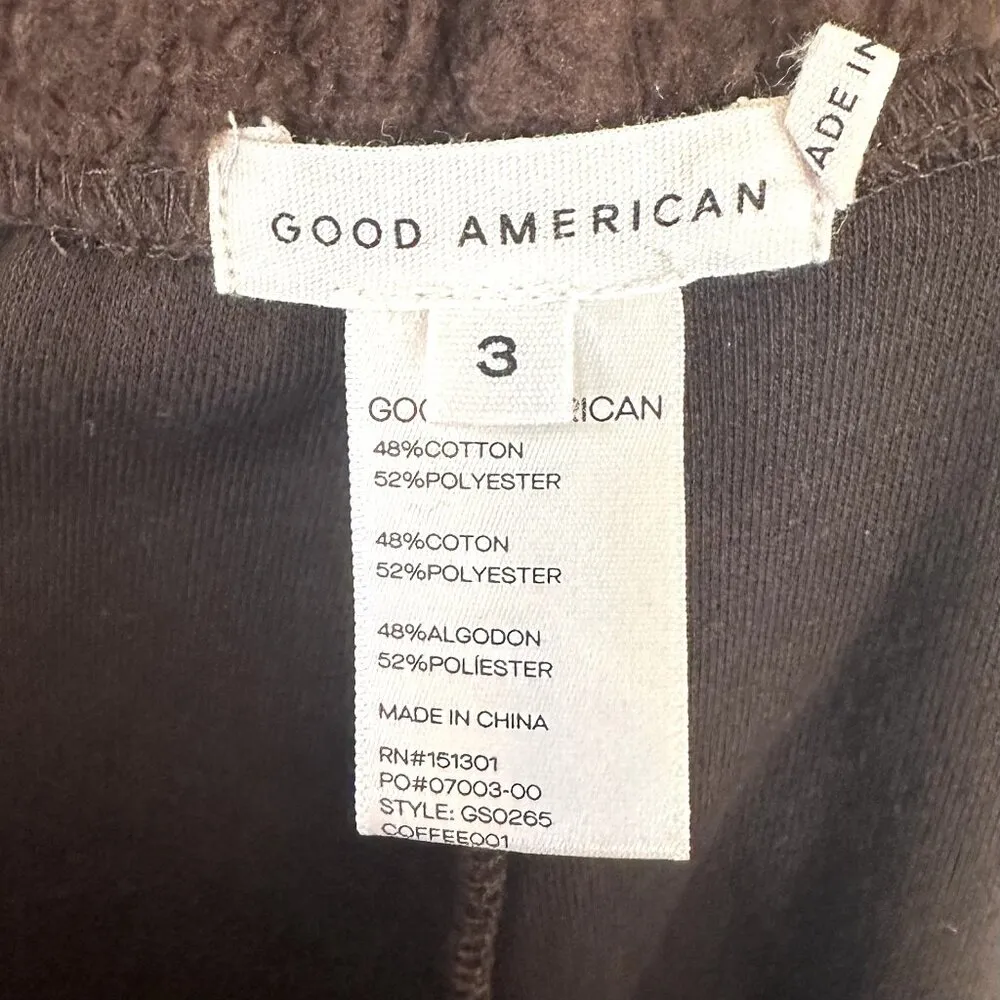 ADE IN
GOOD AMERICAN
3
GOO ICAN
48%COTTON
52%POLYESTER
48%COTON
52%POLYESTER
48%ALGODON
52%POLÍESTER
MADE IN CHINA
RN#151301
PO#07003-00
STYLE: GS0265
COFFEE001